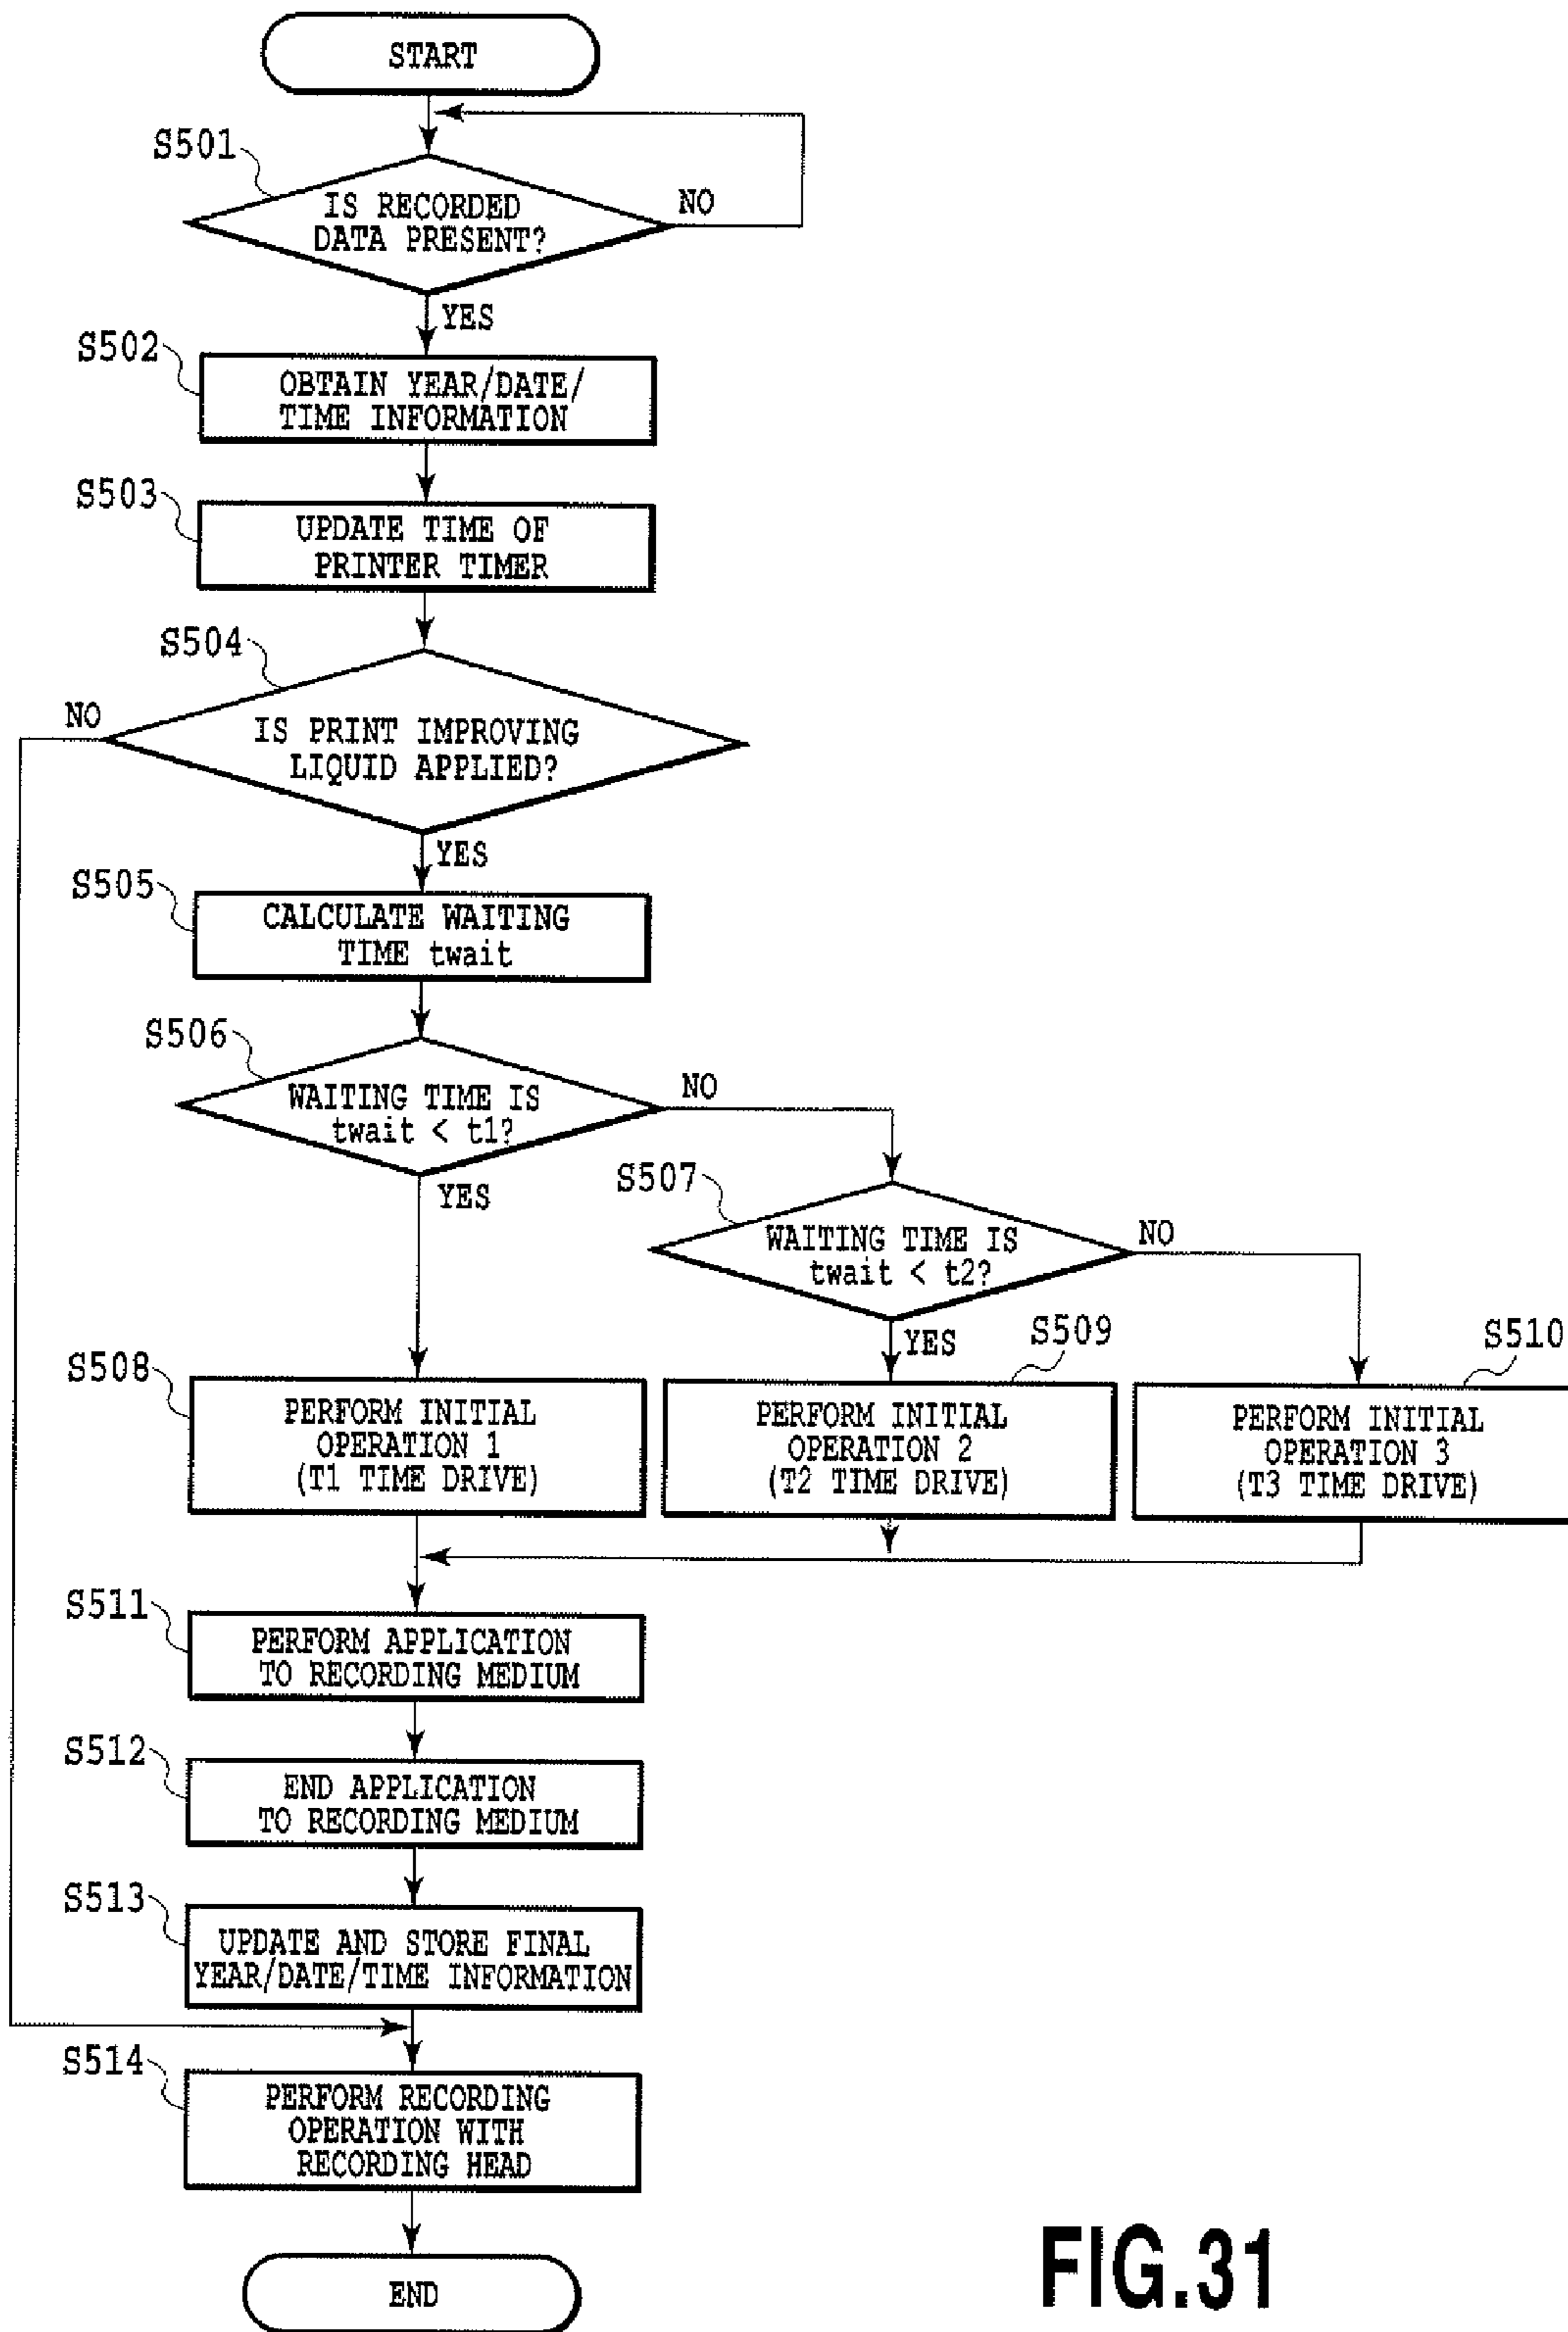 START
S501
IS RECORDED
DATA PRESENT?
NO
YES
S502
OBTAIN YEAR/DATE/
TIME INFORMATION
S503
UPDATE TIME OF
PRINTER TIMER
S504
NO
IS PRINT IMPROVING
LIQUID APPLIED?
YES
S505
CALCULATE WAITING
TIME twait
S506
WAITING TIME IS
twait < t1?
NO
YES
S507
WAITING TIME IS
twait < t2?
NO
YES
S508
PERFORM INITIAL
OPERATION 1
(T1 TIME DRIVE)
S509
PERFORM INITIAL
OPERATION 2
(T2 TIME DRIVE)
S510
PERFORM INITIAL
OPERATION 3
(T3 TIME DRIVE)
S511
PERFORM APPLICATION
TO RECORDING MEDIUM
S512
END APPLICATION
TO RECORDING MEDIUM
S513
UPDATE AND STORE FINAL
YEAR/DATE/TIME INFORMATION
S514
PERFORM RECORDING
OPERATION WITH
RECORDING HEAD
END
FIG.31